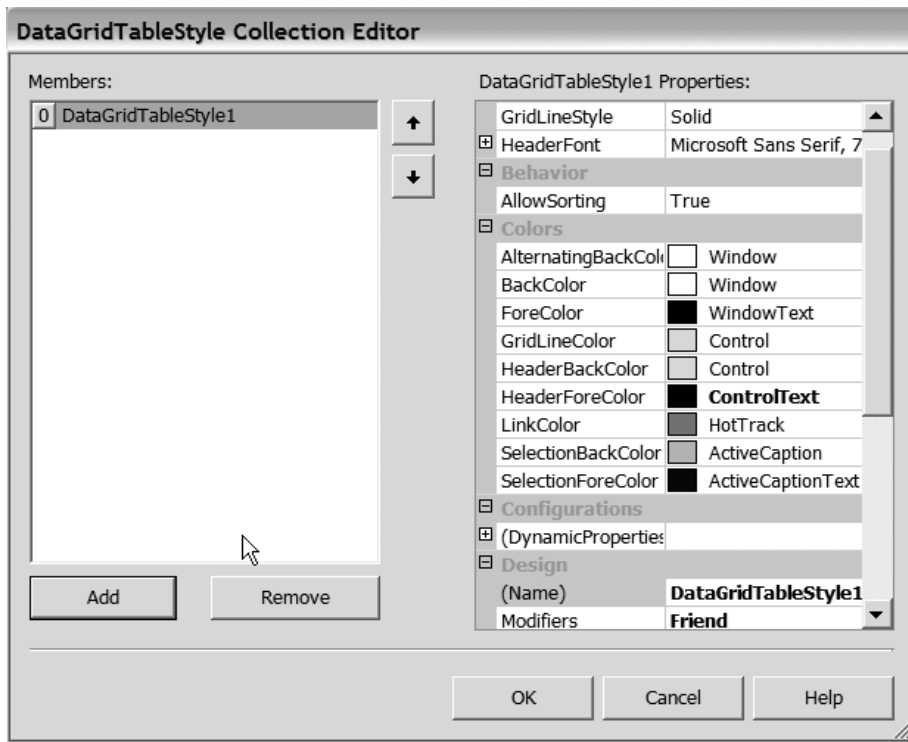 DataGridTableStyle Collection Editor
Members:
0 DataGridTableStyle1
Add
Remove
DataGridTableStyle1 Properties:
GridLineStyle Solid
HeaderFont Microsoft Sans Serif, 7
Behavior
AllowSorting True
Colors
AlternatingBackColo Window
BackColor Window
ForeColor WindowText
GridLineColor Control
HeaderBackColor Control
HeaderForeColor ControlText
LinkColor HotTrack
SelectionBackColor ActiveCaption
SelectionForeColor ActiveCaptionText
Configurations
(DynamicProperties
Design
(Name) DataGridTableStyle1
Modifiers Friend
OK
Cancel
Help